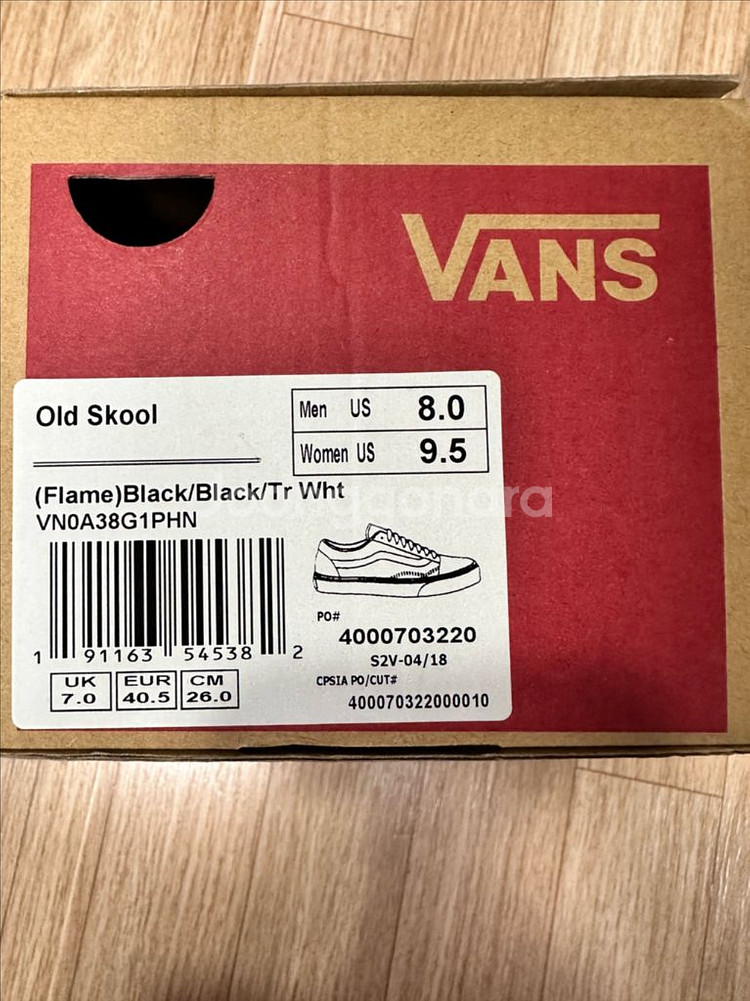 VANS
Old Skool
Men US 8.0
Women US 9.5
(Flame)Black/Black/Tr Wht
VN0A38G1PHN
1 91163 54538 2
PO#
4000703220
S2V-04/18
CPSIA PO/CUT#
400070322000010
UK EUR CM
7.0 40.5 26.0